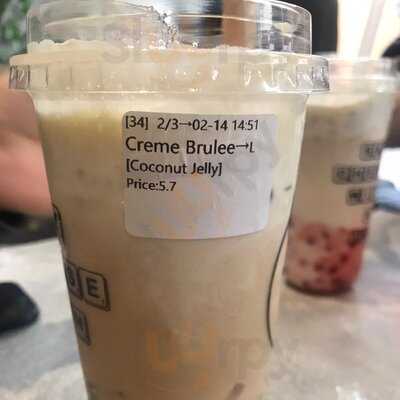 [34] 2/3→02-14 14:51
Creme Brulee→L
[Coconut Jelly]
Price:5.7